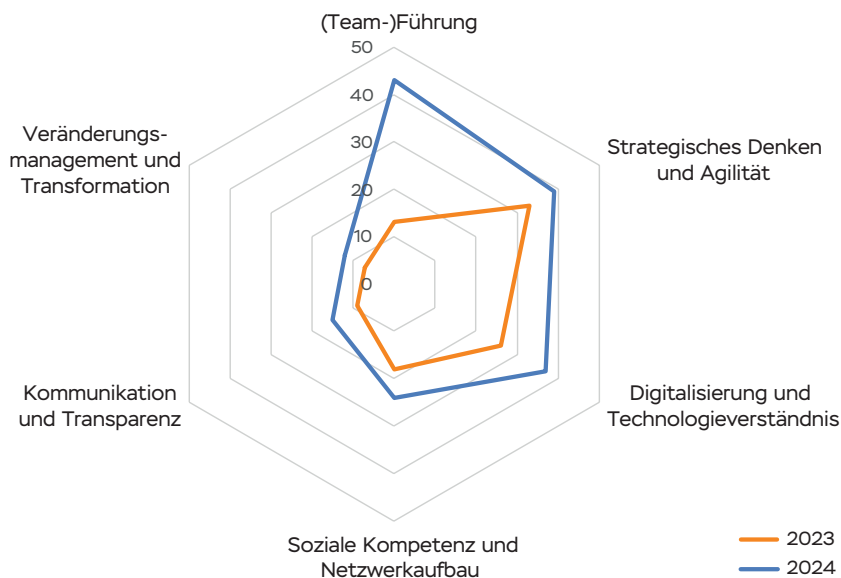 (Team-)Führung
50
40
30
20
10
0
Strategisches Denken
und Agilität
Digitalisierung und
Technologieverständnis
Soziale Kompetenz und
Netzwerkaufbau
Kommunikation
und Transparenz
Veränderungs-
management und
Transformation
2023
2024